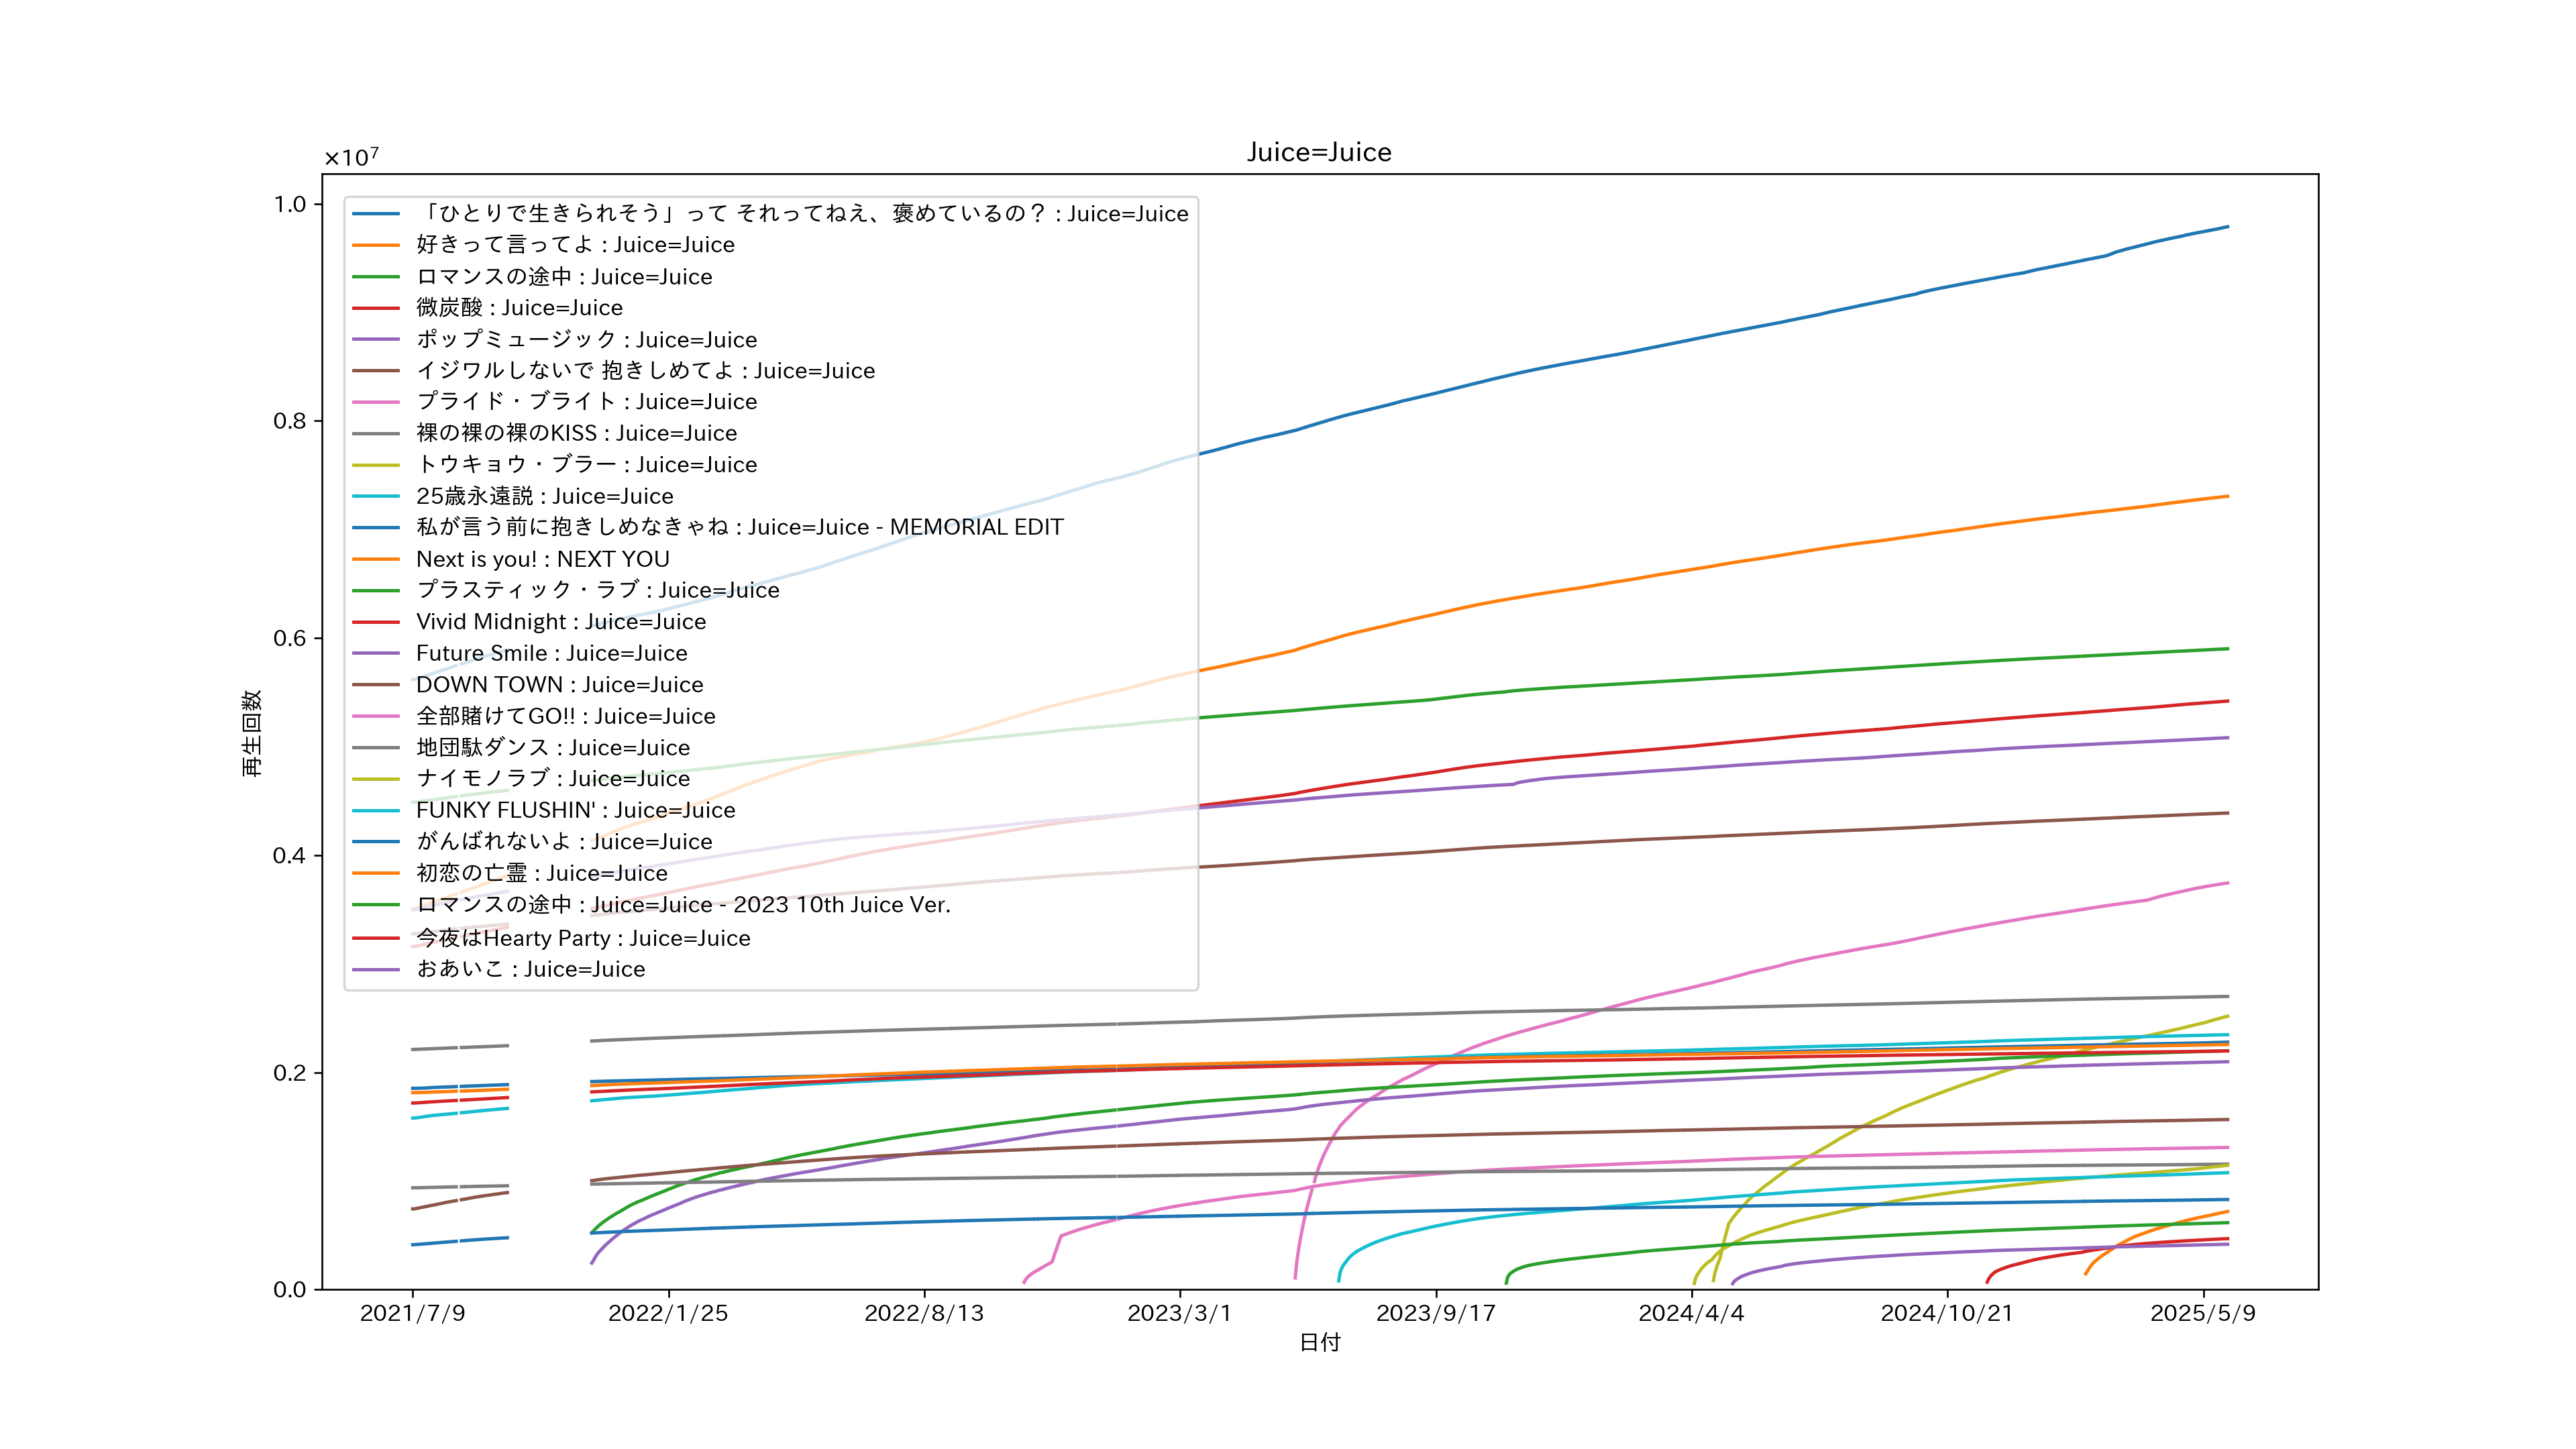 Juice=Juice
×10⁷
1.0
0.8
0.6
0.4
0.2
0.0
再生回数
「ひとりで生きられそう」って それってねえ、褒めているの？ : Juice=Juice
好きって言ってよ : Juice=Juice
ロマンスの途中 : Juice=Juice
微炭酸 : Juice=Juice
ポップミュージック : Juice=Juice
イジワルしないで 抱きしめてよ : Juice=Juice
プライド・ブライト : Juice=Juice
裸の裸の裸のKISS : Juice=Juice
トウキョウ・ブラー : Juice=Juice
25歳永遠説 : Juice=Juice
私が言う前に抱きしめなきゃね : Juice=Juice - MEMORIAL EDIT
Next is you! : NEXT YOU
プラスティック・ラブ : Juice=Juice
Vivid Midnight : Juice=Juice
Future Smile : Juice=Juice
DOWN TOWN : Juice=Juice
全部賭けてGO!! : Juice=Juice
地団駄ダンス : Juice=Juice
ナイモノラブ : Juice=Juice
FUNKY FLUSHIN' : Juice=Juice
がんばれないよ : Juice=Juice
初恋の亡霊 : Juice=Juice
ロマンスの途中 : Juice=Juice - 2023 10th Juice Ver.
今夜はHearty Party : Juice=Juice
おあいこ : Juice=Juice
2021/7/9 2022/1/25 2022/8/13 2023/3/1 2023/9/17 2024/4/4 2024/10/21 2025/5/9
日付